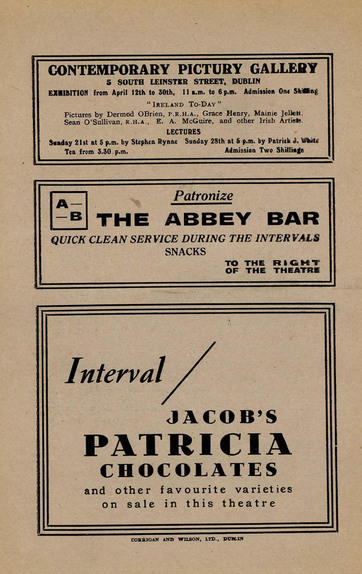 CONTEMPORARY PICTURY GALLERY
5 SOUTH LEINSTER STREET, DUBLIN
EXHIBITION from April 12th to 30th, 11 a.m. to 6 p.m. Admission One Shilling
"IRELAND TO-DAY"
Pictures by Dermod OBrien, P.R.H.A., Grace Henry, Mainie Jellett.
Sean O'Sullivan, R.H.A., E. A. McGuire, and other Irish Artists.
LECTURES
Sunday 21st at 5 p.m. by Stephen Rynne Sunday 28th at 5 p.m. by Patrick J. White
Tea from 3.30 p.m. Admission Two Shillings
A—
—B
Patronize
THE ABBEY BAR
QUICK CLEAN SERVICE DURING THE INTERVALS
SNACKS
TO THE RIGHT
OF THE THEATRE
Interval /
JACOB'S
PATRICIA
CHOCOLATES
and other favourite varieties
on sale in this theatre
CORRIGAN AND WILSON, LTD., DUBLIN